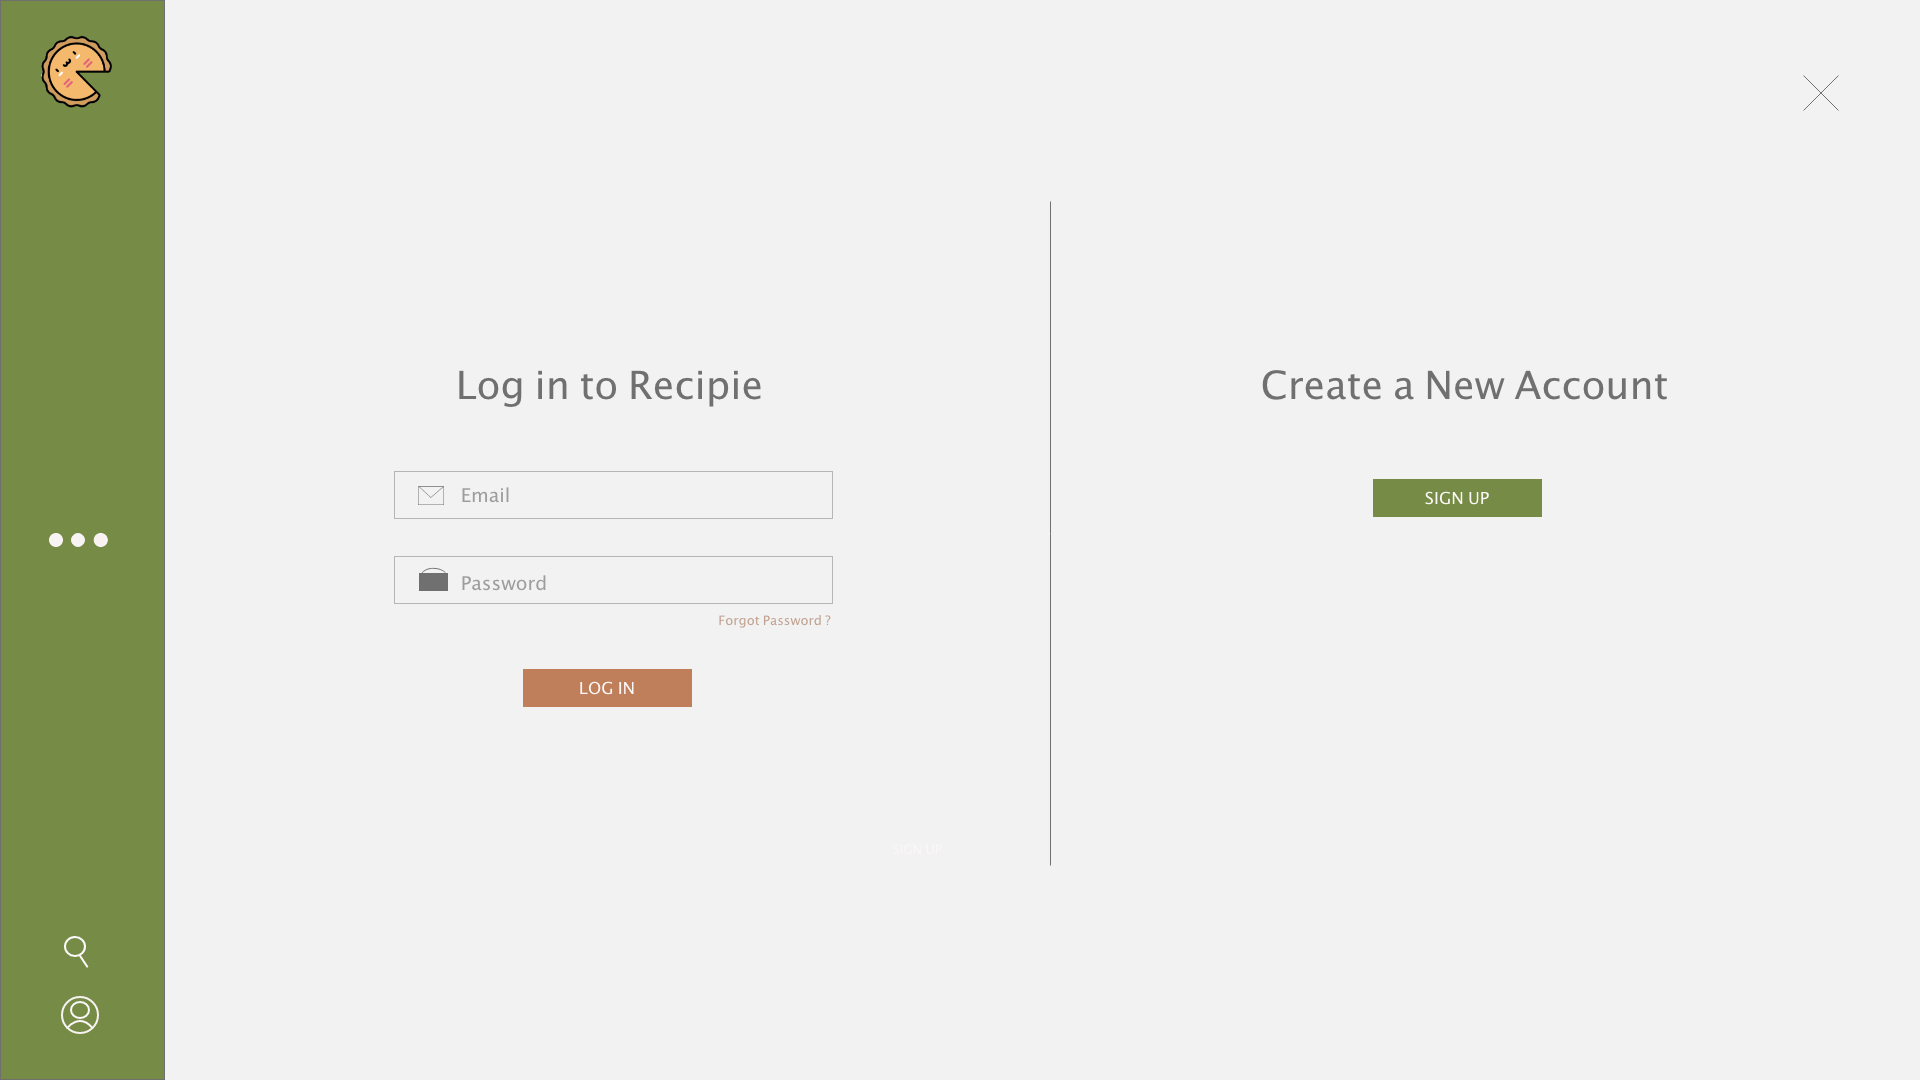 Log in to Recipie
Email
Password
Forgot Password ?
LOG IN
SIGN UP
Create a New Account
SIGN UP